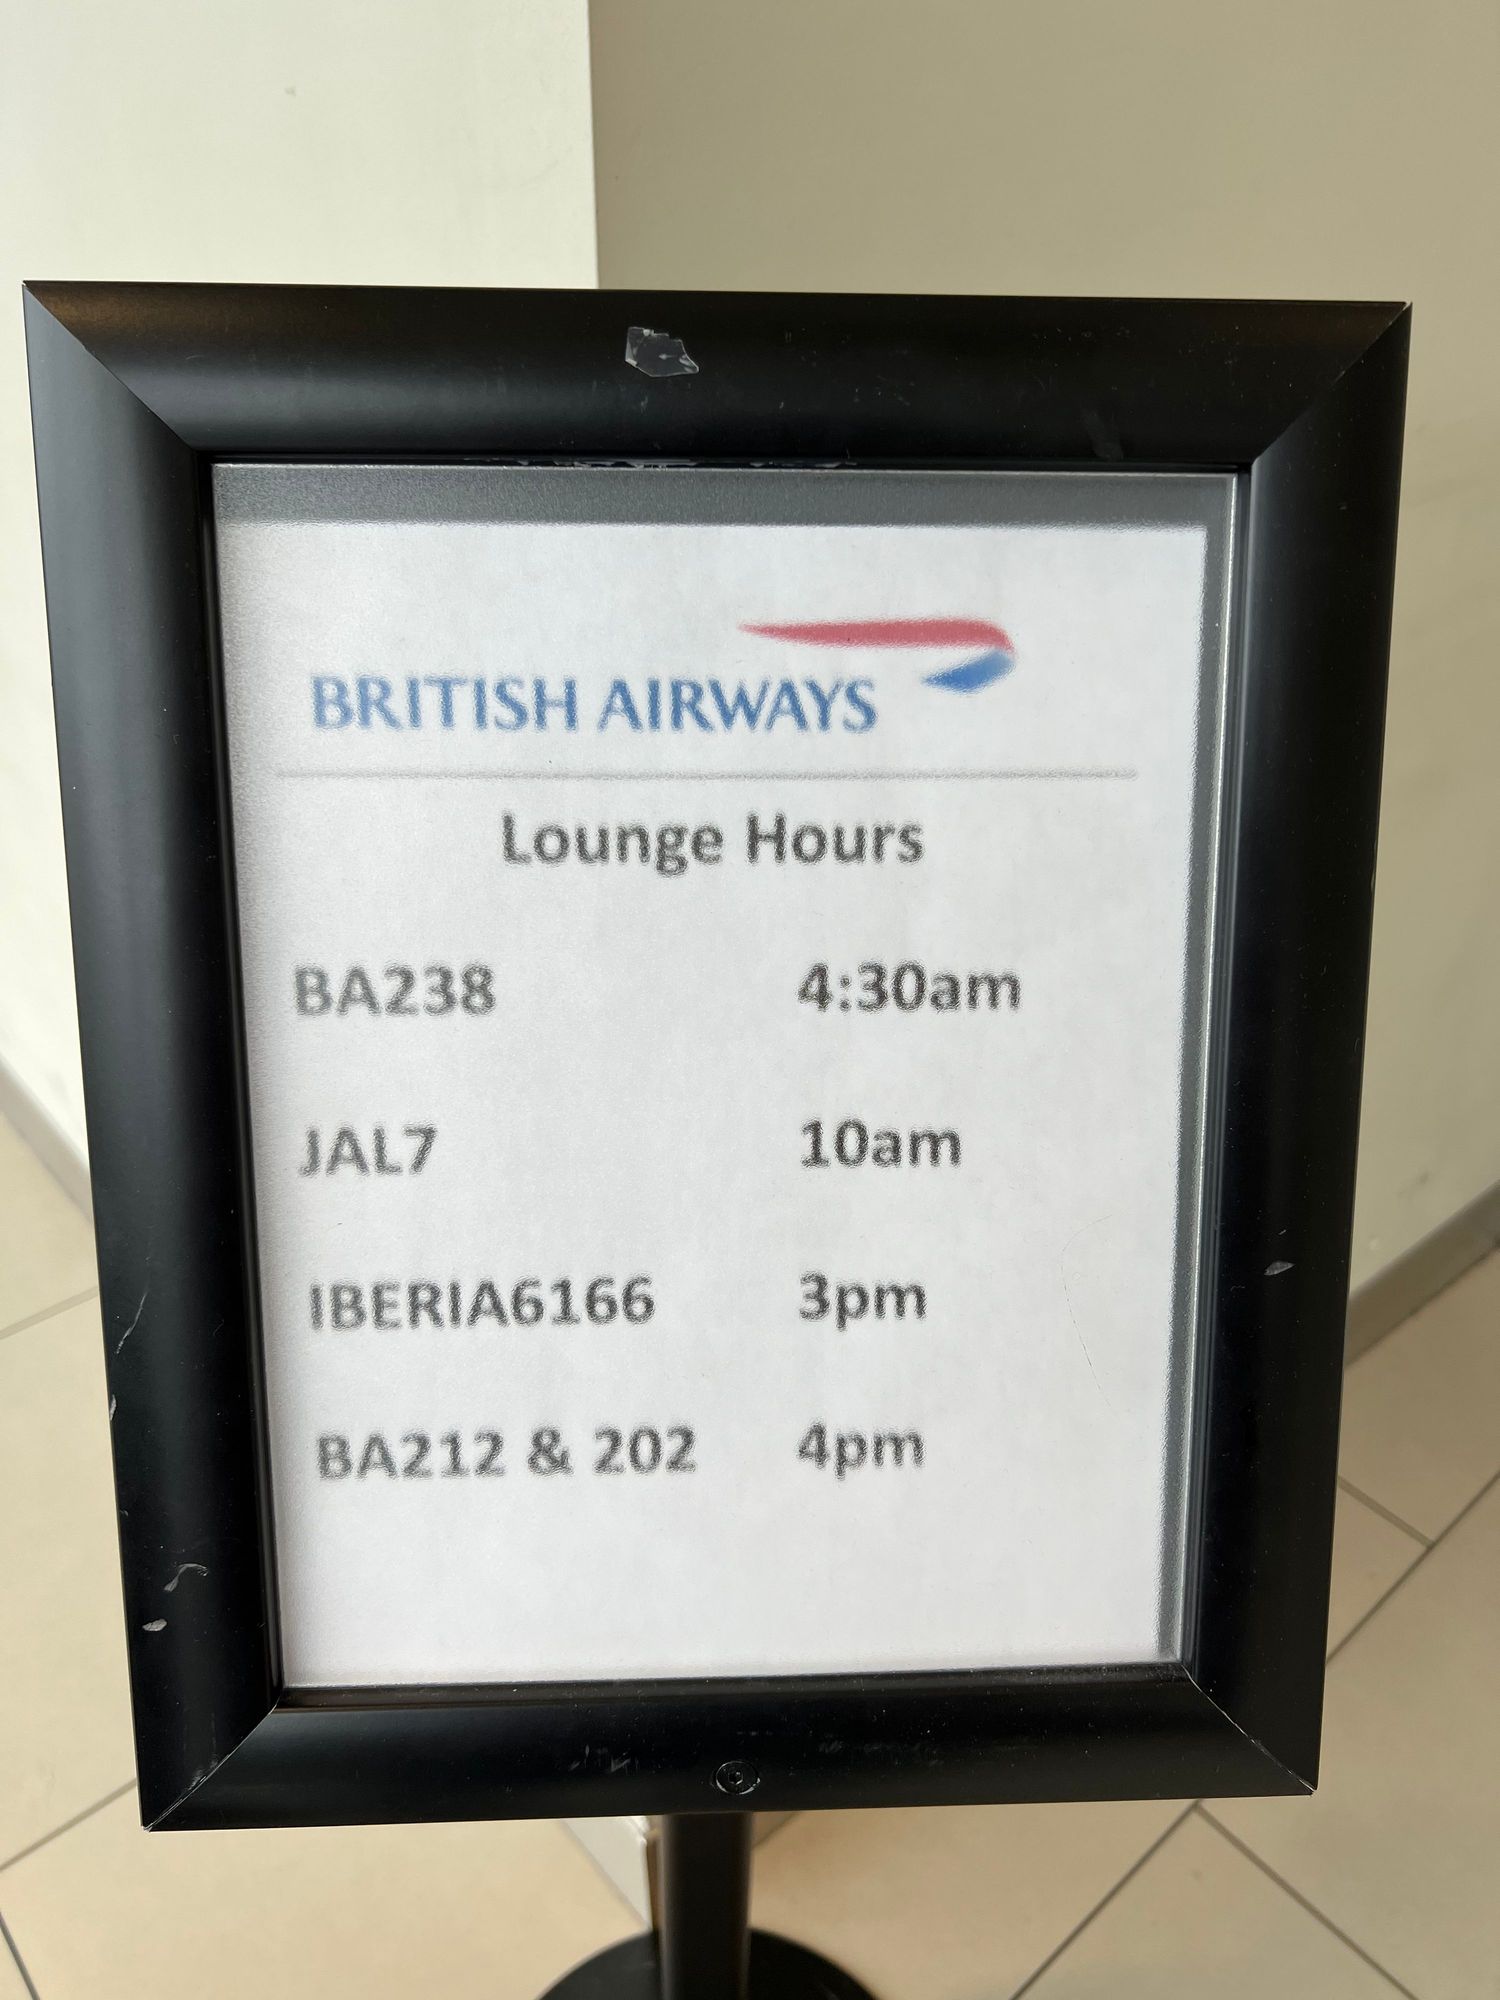 BRITISH AIRWAYS
Lounge Hours
BA238 4:30am
JAL7 10am
IBERIA6166 3pm
BA212 & 202 4pm